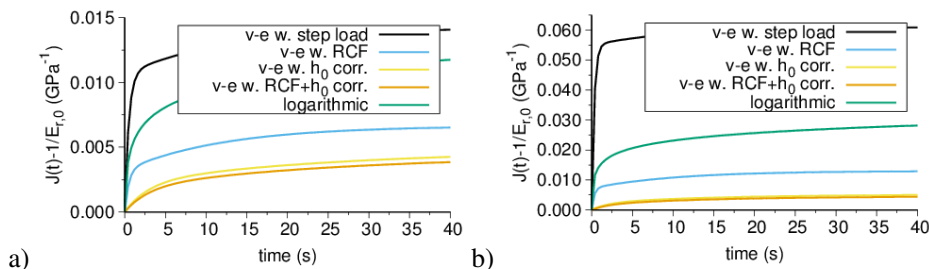 0.015
0.010
0.005
0.000
J(t)-1/E_{r,0} (GPa^{-1})
v-e w. step load
v-e w. RCF
v-e w. h_0 corr.
v-e w. RCF+h_0 corr.
logarithmic
0 5 10 15 20 25 30 35 40
time (s)
a)
0.060
0.050
0.040
0.030
0.020
0.010
0.000
J(t)-1/E_{r,0} (GPa^{-1})
v-e w. step load
v-e w. RCF
v-e w. h_0 corr.
v-e w. RCF+h_0 corr.
logarithmic
0 5 10 15 20 25 30 35 40
time (s)
b)